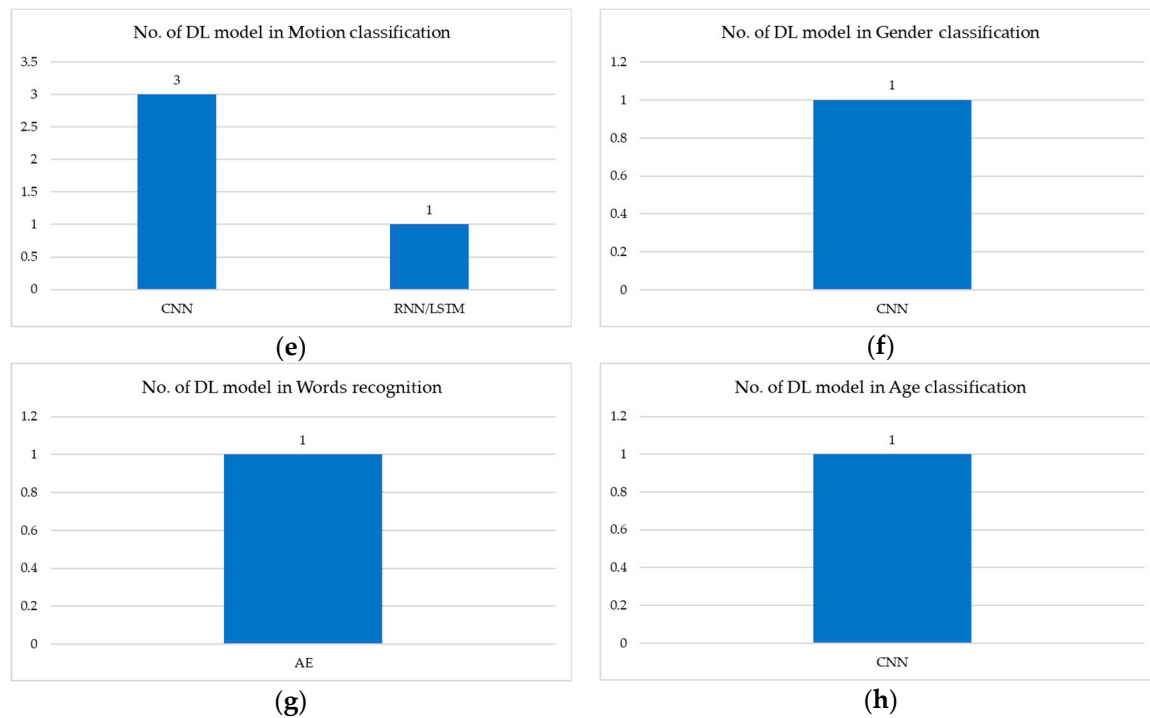 No. of DL model in Motion classification
3.5
3
2.5
2
1.5
1
0.5
0
3
1
CNN
RNN/LSTM
(e)
No. of DL model in Gender classification
1.2
1
0.8
0.6
0.4
0.2
0
1
CNN
(f)
No. of DL model in Words recognition
1.2
1
0.8
0.6
0.4
0.2
0
1
AE
(g)
No. of DL model in Age classification
1.2
1
0.8
0.6
0.4
0.2
0
1
CNN
(h)